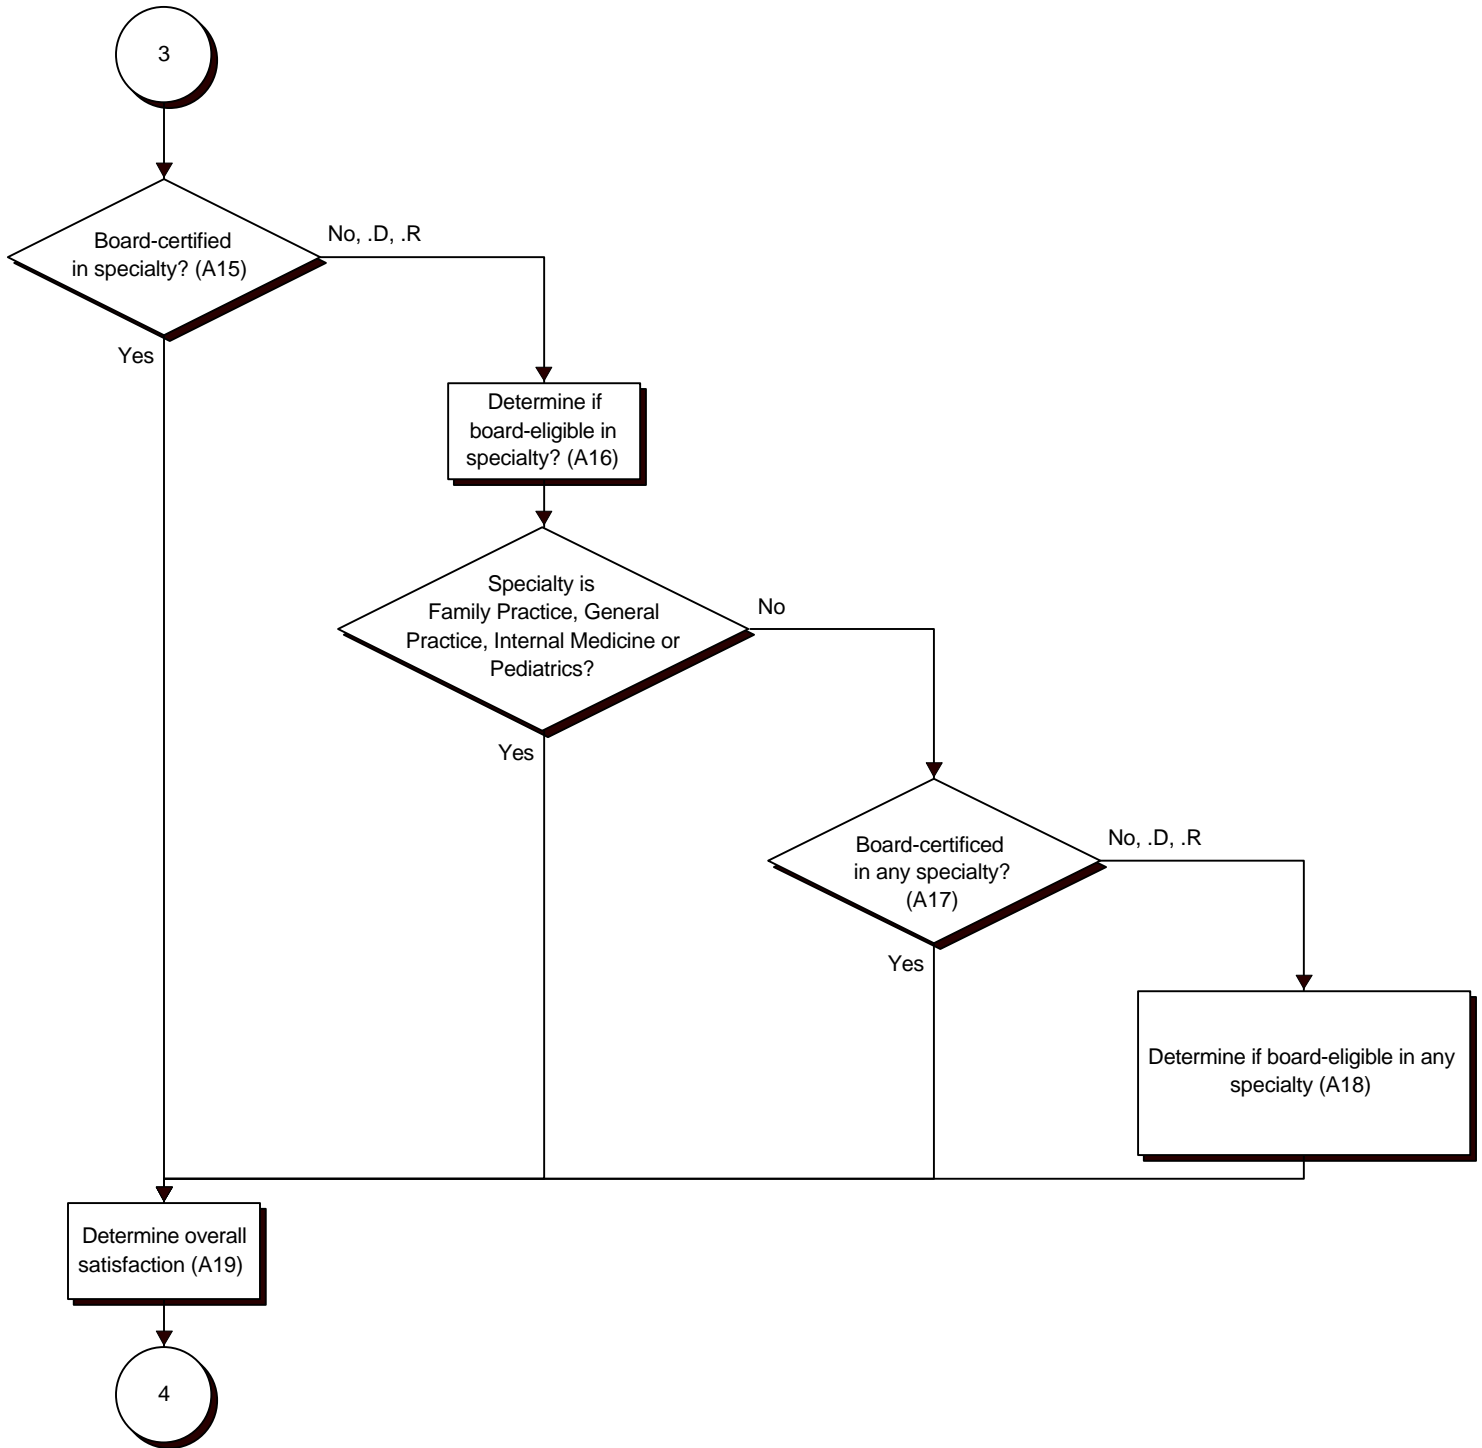 3
Board-certified
in specialty? (A15)
No, .D, .R
Yes
Determine if
board-eligible in
specialty? (A16)
Specialty is
Family Practice, General
Practice, Internal Medicine or
Pediatrics?
No
Yes
Board-certificed
in any specialty?
(A17)
No, .D, .R
Yes
Determine if board-eligible in any
specialty (A18)
Determine overall
satisfaction (A19)
4